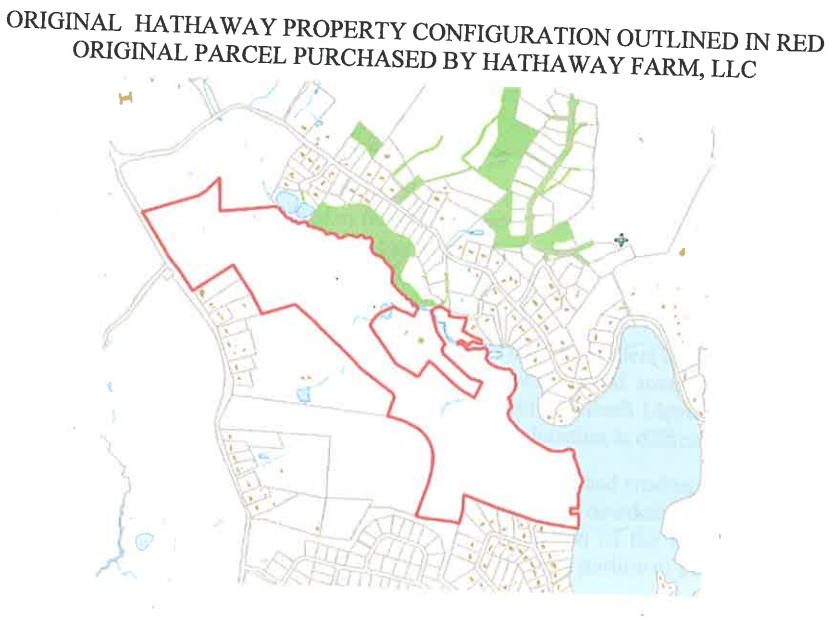 ORIGINAL HATHAWAY PROPERTY CONFIGURATION OUTLINED IN RED
ORIGINAL PARCEL PURCHASED BY HATHAWAY FARM, LLC